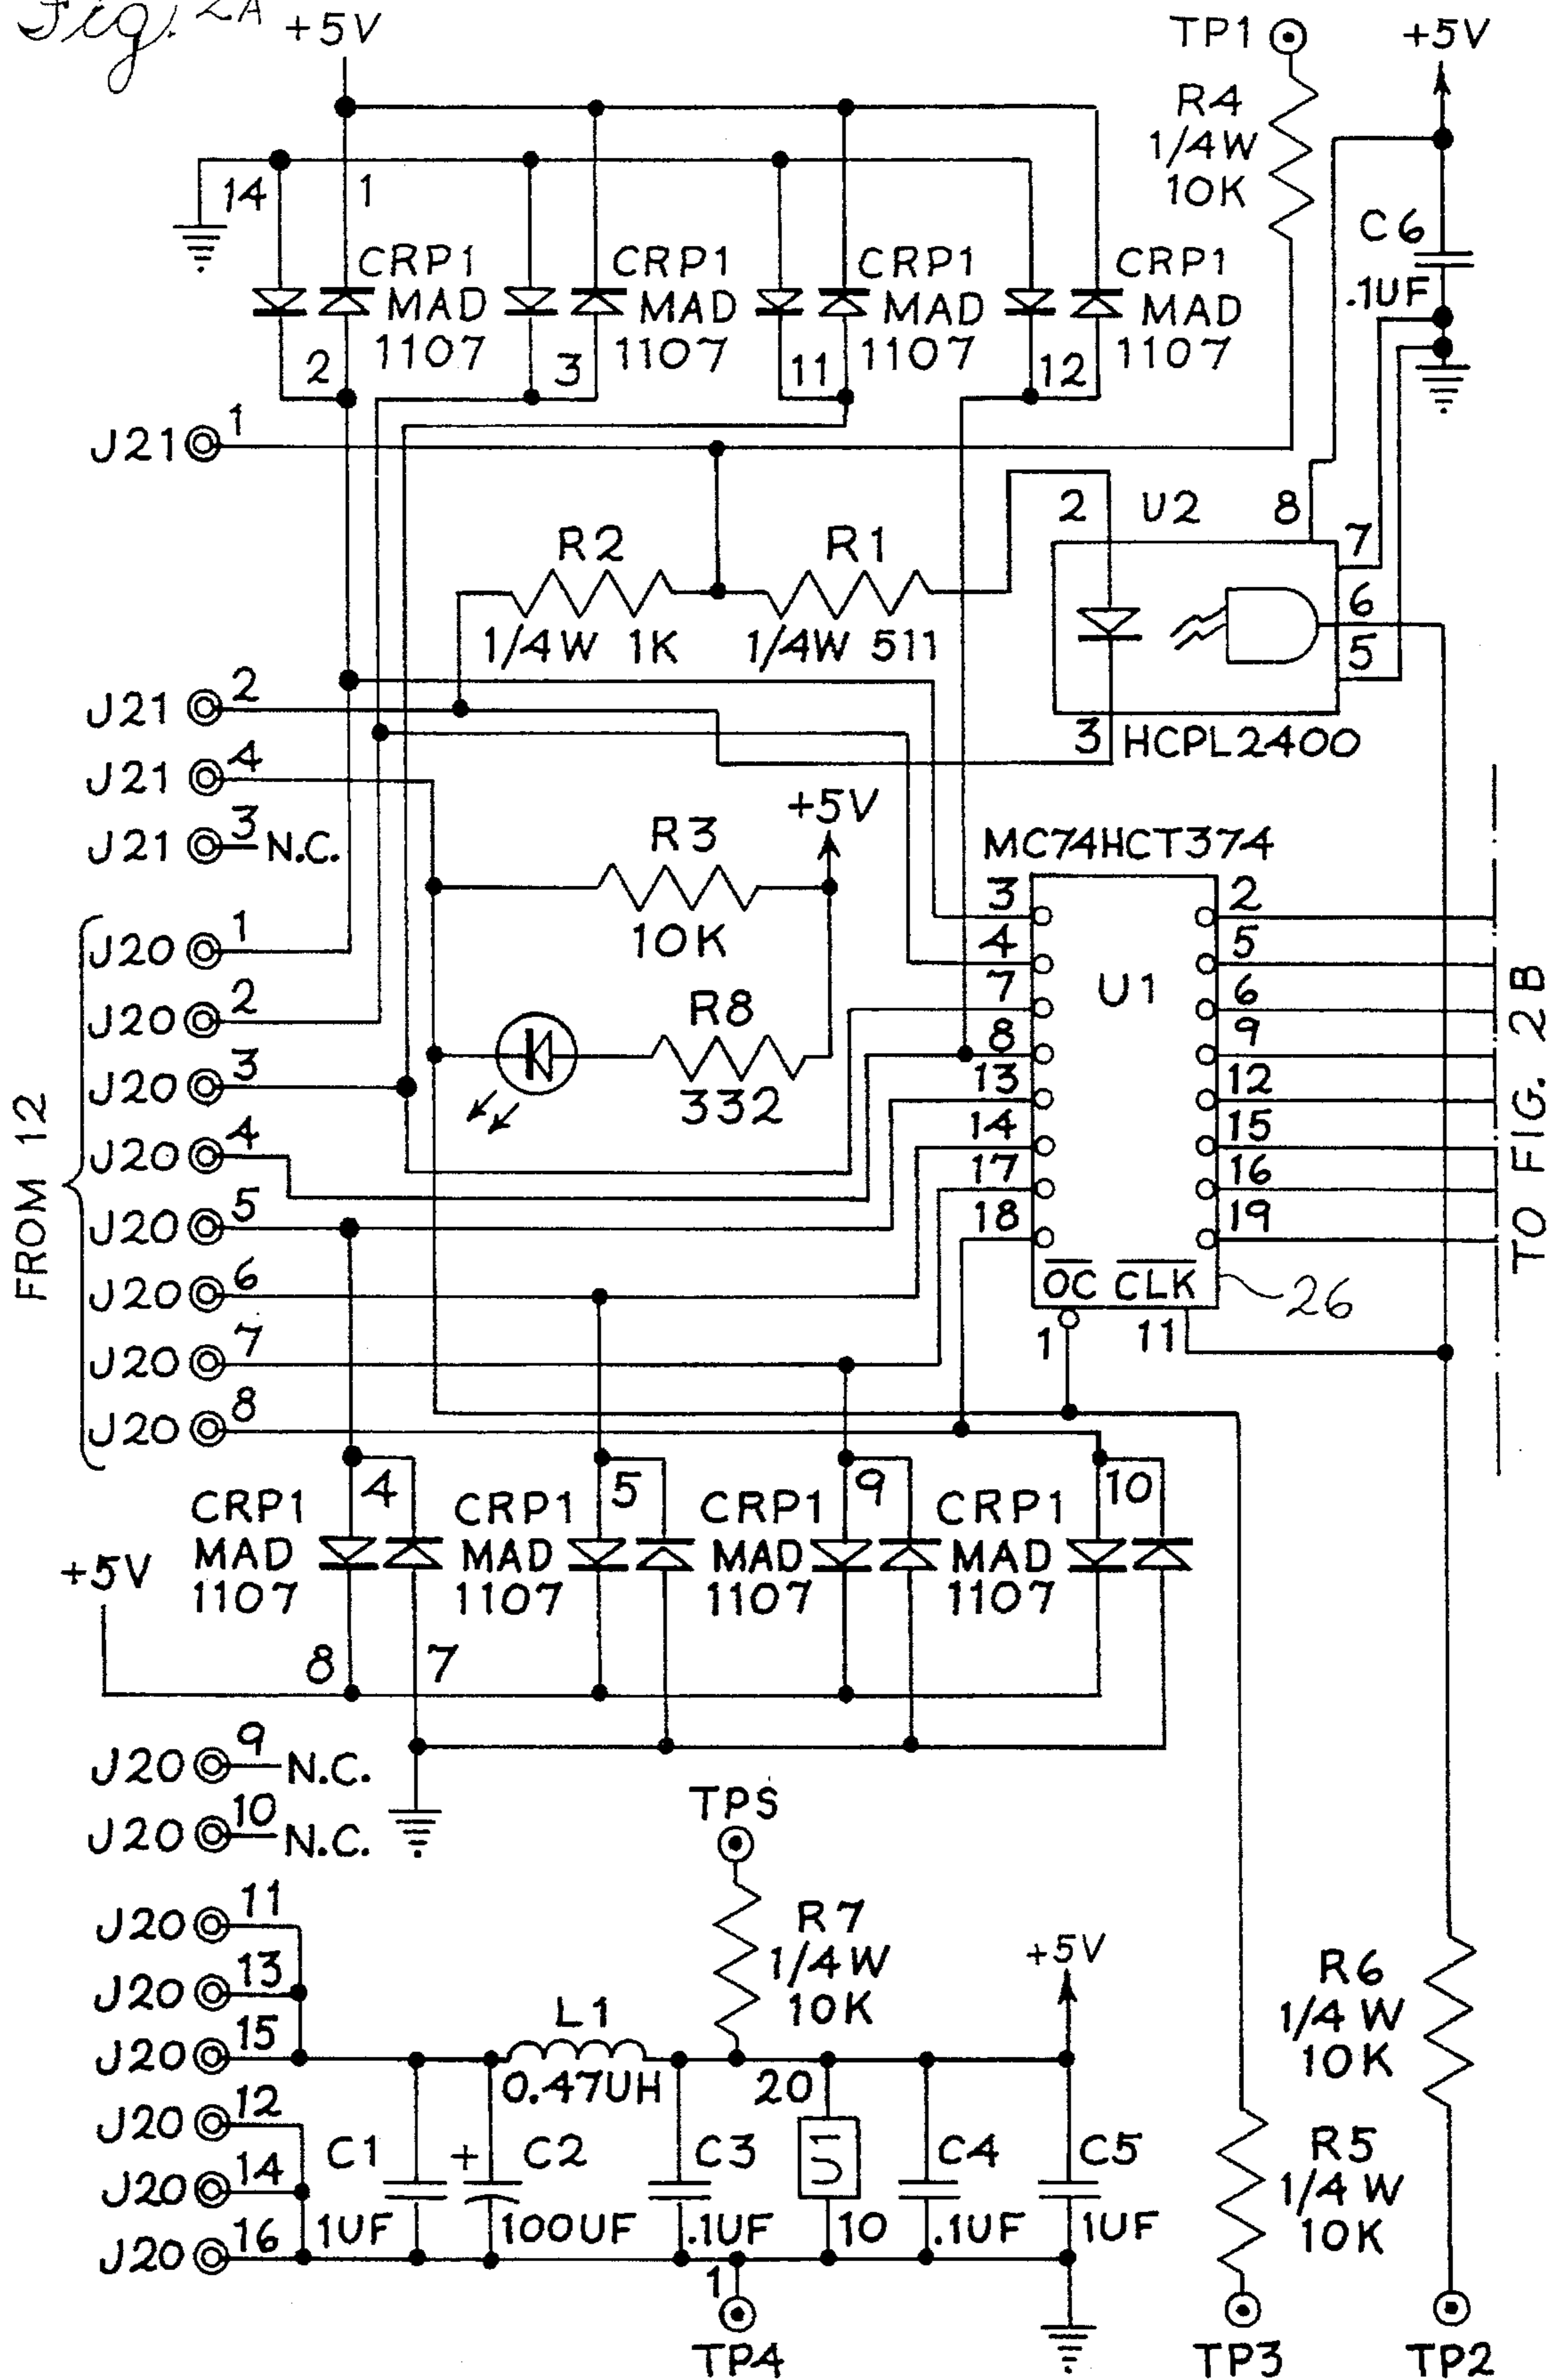 Fig. 2A
+5V
TP1
+5V
R4
1/4W
10K
14
1
C6
.1UF
CRP1
MAD
1107
CRP1
MAD
1107
CRP1
MAD
1107
CRP1
MAD
1107
2
3
11
12
J21 1
2
U2
8
7
6
5
3
HCPL2400
R2
1/4W 1K
R1
1/4W 511
J21 2
J21 4
J21 3 N.C.
+5V
R3
10K
R8
332
MC74HCT374
U1
3
4
7
8
13
14
17
18
2
5
6
9
12
15
16
19
OC CLK
1
11
26
TO FIG. 2B
FROM 12
J20 1
J20 2
J20 3
J20 4
J20 5
J20 6
J20 7
J20 8
4
5
9
10
CRP1
MAD
1107
CRP1
MAD
1107
CRP1
MAD
1107
CRP1
MAD
1107
+5V
8
7
J20 9 N.C.
J20 10 N.C.
TPS
R7
1/4W
10K
J20 11
J20 13
J20 15
J20 12
J20 14
J20 16
L1
0.47UH
+5V
20
C1
1UF
+ C2
100UF
C3
.1UF
U1
10
C4
.1UF
C5
1UF
1
TP4
R6
1/4W
10K
R5
1/4W
10K
TP3
TP2